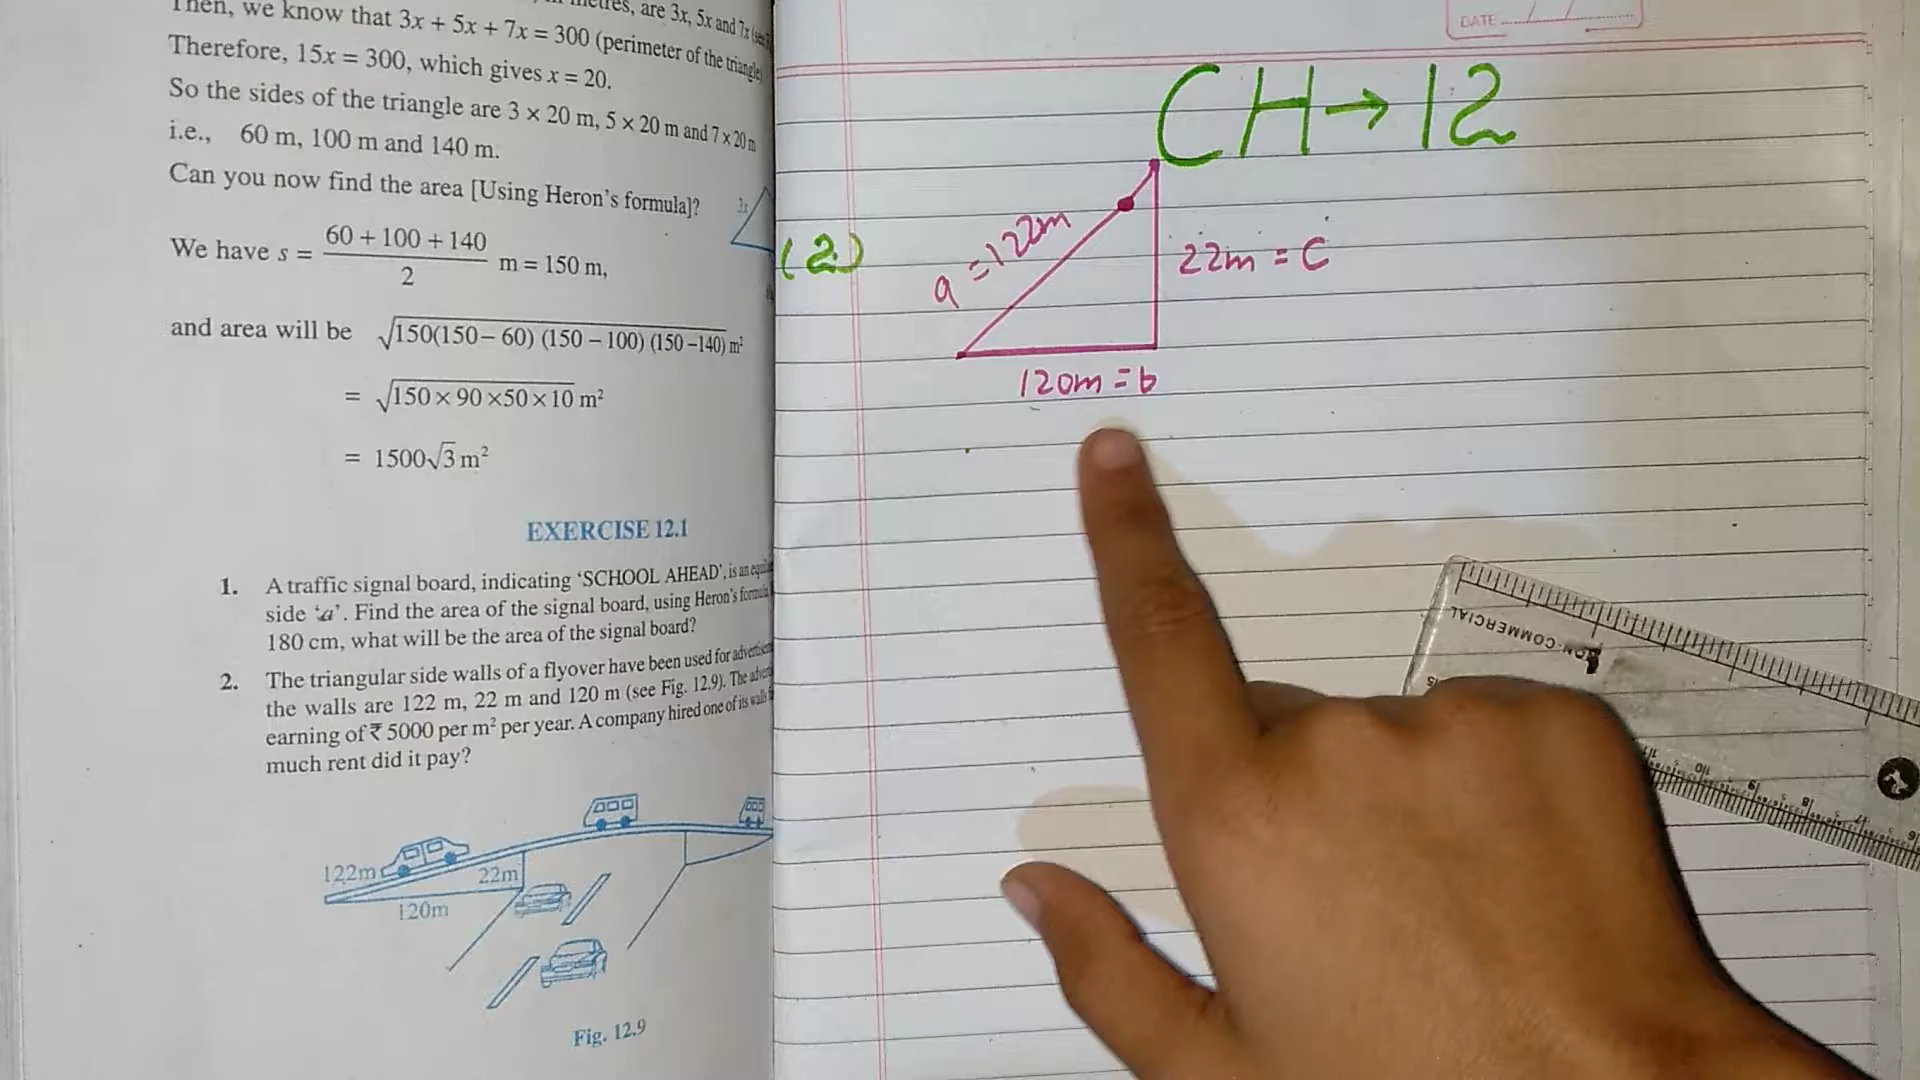 Then, we know that 3x + 5x + 7x = 300 (perimeter of the triangle)
are 3x, 5x and 7x
Therefore, 15x = 300, which gives x = 20.
So the sides of the triangle are 3 × 20 m, 5 × 20 m and 7 × 20 m
i.e., 60 m, 100 m and 140 m.
Can you now find the area [Using Heron's formula]?
We have s = 60 + 100 + 140 / 2 m = 150 m,
3x
and area will be √150(150 – 60) (150 – 100) (150 –140) m²
= √150 × 90 ×50 × 10 m²
= 1500√3 m²
EXERCISE 12.1
1. A traffic signal board, indicating 'SCHOOL AHEAD', is an
side 'a'. Find the area of the signal board, using Heron's
180 cm, what will be the area of the signal board?
2. The triangular side walls of a flyover have been used for
the walls are 122 m, 22 m and 120 m (see Fig. 12.9). The
earning of ₹ 5000 per m² per year. A company hired one of its
much rent did it pay?
122m
22m
120m
Fig. 12.9
DATE
CH→12
(2)
a = 122m
22m = C
120m = b
NON-COMMERCIAL